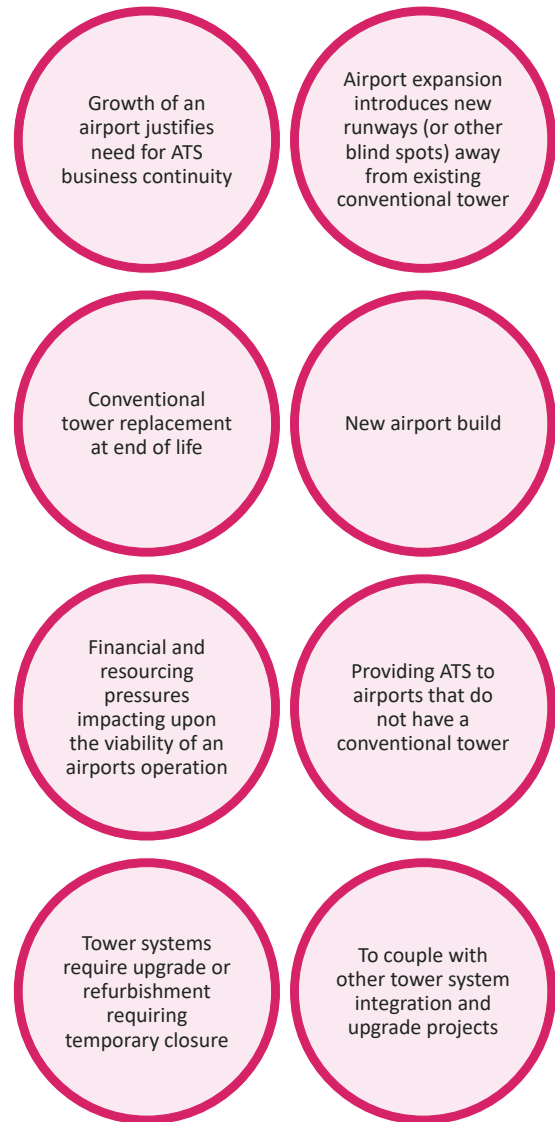 Growth of an
airport justifies
need for ATS
business continuity
Airport expansion
introduces new
runways (or other
blind spots) away
from existing
conventional tower
Conventional
tower replacement
at end of life
New airport build
Financial and
resourcing
pressures
impacting upon
the viability of an
airports operation
Providing ATS to
airports that do
not have a
conventional tower
Tower systems
require upgrade or
refurbishment
requiring
temporary closure
To couple with
other tower system
integration and
upgrade projects